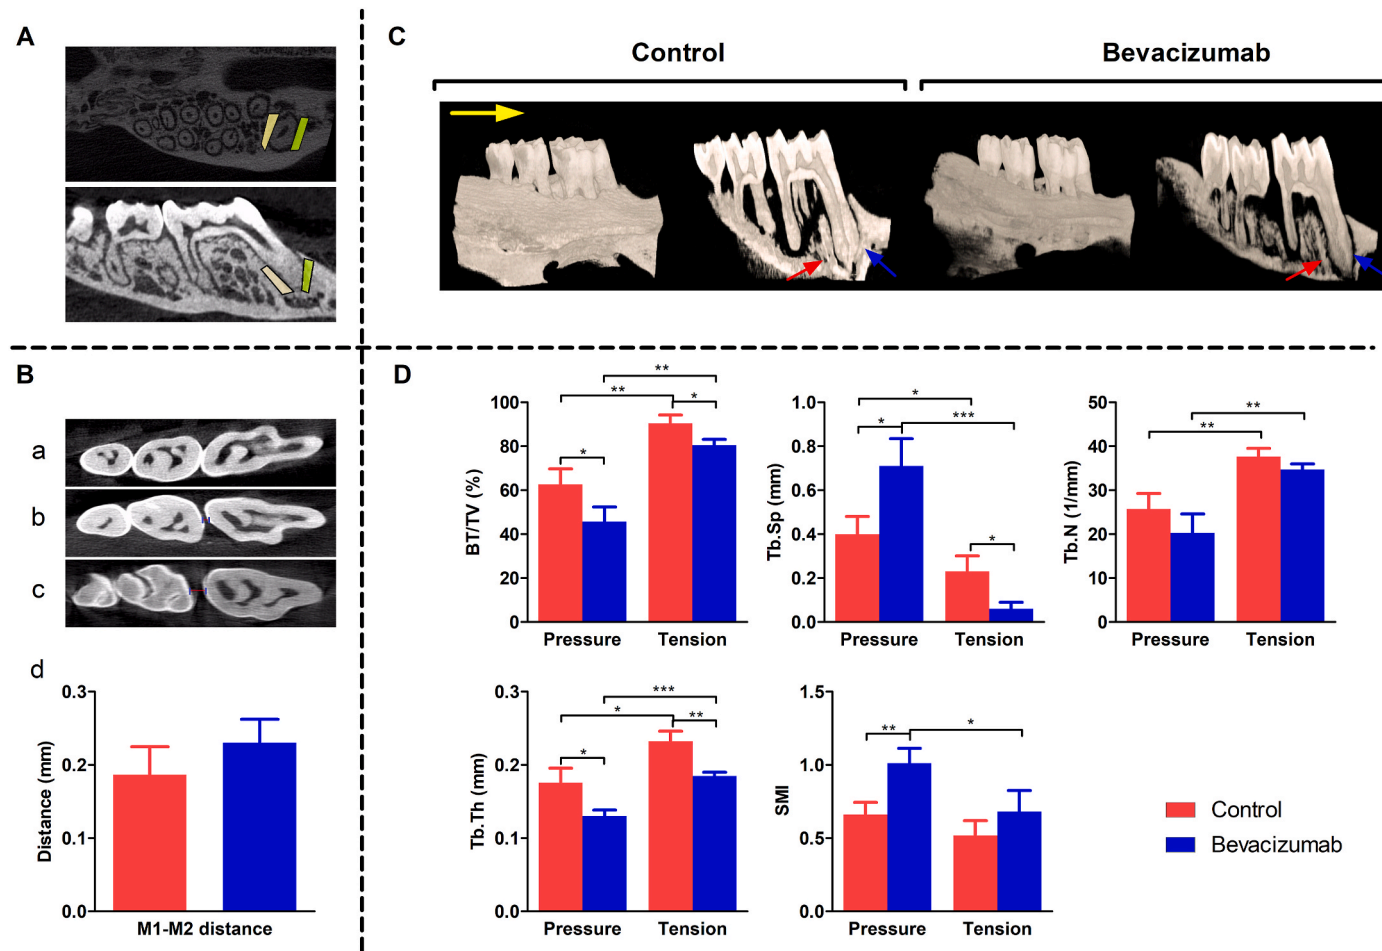 A
C
Control
Bevacizumab
B
a
b
c
d
0.3
0.2
0.1
0.0
Distance (mm)
M1-M2 distance
D
**
**
*
*
100
80
60
40
20
0
BT/TV (%)
Pressure
Tension
*
***
*
*
1.0
0.8
0.6
0.4
0.2
0.0
Tb.Sp (mm)
Pressure
Tension
**
**
50
40
30
20
10
0
Tb.N (1/mm)
Pressure
Tension
***
*
**
*
0.3
0.2
0.1
0.0
Tb.Th (mm)
Pressure
Tension
**
*
1.5
1.0
0.5
0.0
SMI
Pressure
Tension
Control
Bevacizumab